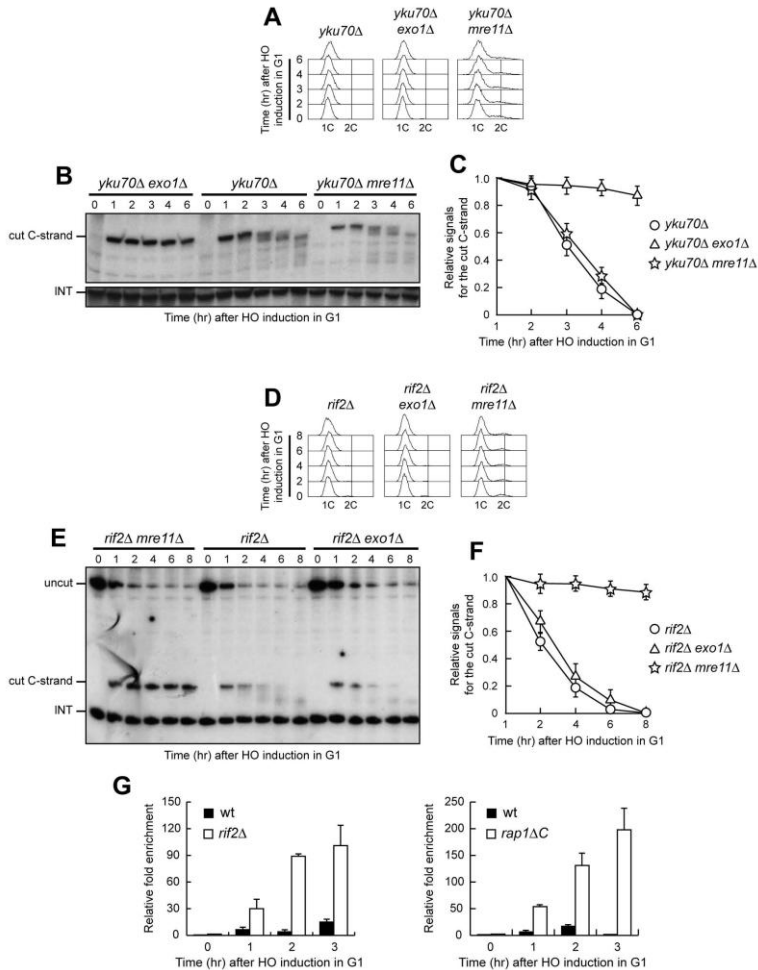 A
yku70Δ
yku70Δ exo1Δ
yku70Δ mre11Δ
Time (hr) after HO induction in G1
6
4
3
2
0
1C 2C 1C 2C 1C 2C
B
yku70Δ exo1Δ yku70Δ yku70Δ mre11Δ
0 1 2 3 4 6 0 1 2 3 4 6 0 1 2 3 4 6
cut C-strand
INT
Time (hr) after HO induction in G1
C
Relative signals for the cut C-strand
1.0
0.8
0.6
0.4
0.2
0
1 2 3 4 6
Time (hr) after HO induction in G1
yku70Δ
yku70Δ exo1Δ
yku70Δ mre11Δ
D
rif2Δ
rif2Δ exo1Δ
rif2Δ mre11Δ
Time (hr) after HO induction in G1
8
6
4
2
0
1C 2C 1C 2C 1C 2C
E
rif2Δ mre11Δ rif2Δ rif2Δ exo1Δ
0 1 2 4 6 8 0 1 2 4 6 8 0 1 2 4 6 8
uncut
cut C-strand
INT
Time (hr) after HO induction in G1
F
Relative signals for the cut C-strand
1.0
0.8
0.6
0.4
0.2
0
1 2 4 6 8
Time (hr) after HO induction in G1
rif2Δ
rif2Δ exo1Δ
rif2Δ mre11Δ
G
Relative fold enrichment
150
120
90
60
30
0
wt
rif2Δ
0 1 2 3
Time (hr) after HO induction in G1
Relative fold enrichment
250
200
150
100
50
0
wt
rap1ΔC
0 1 2 3
Time (hr) after HO induction in G1